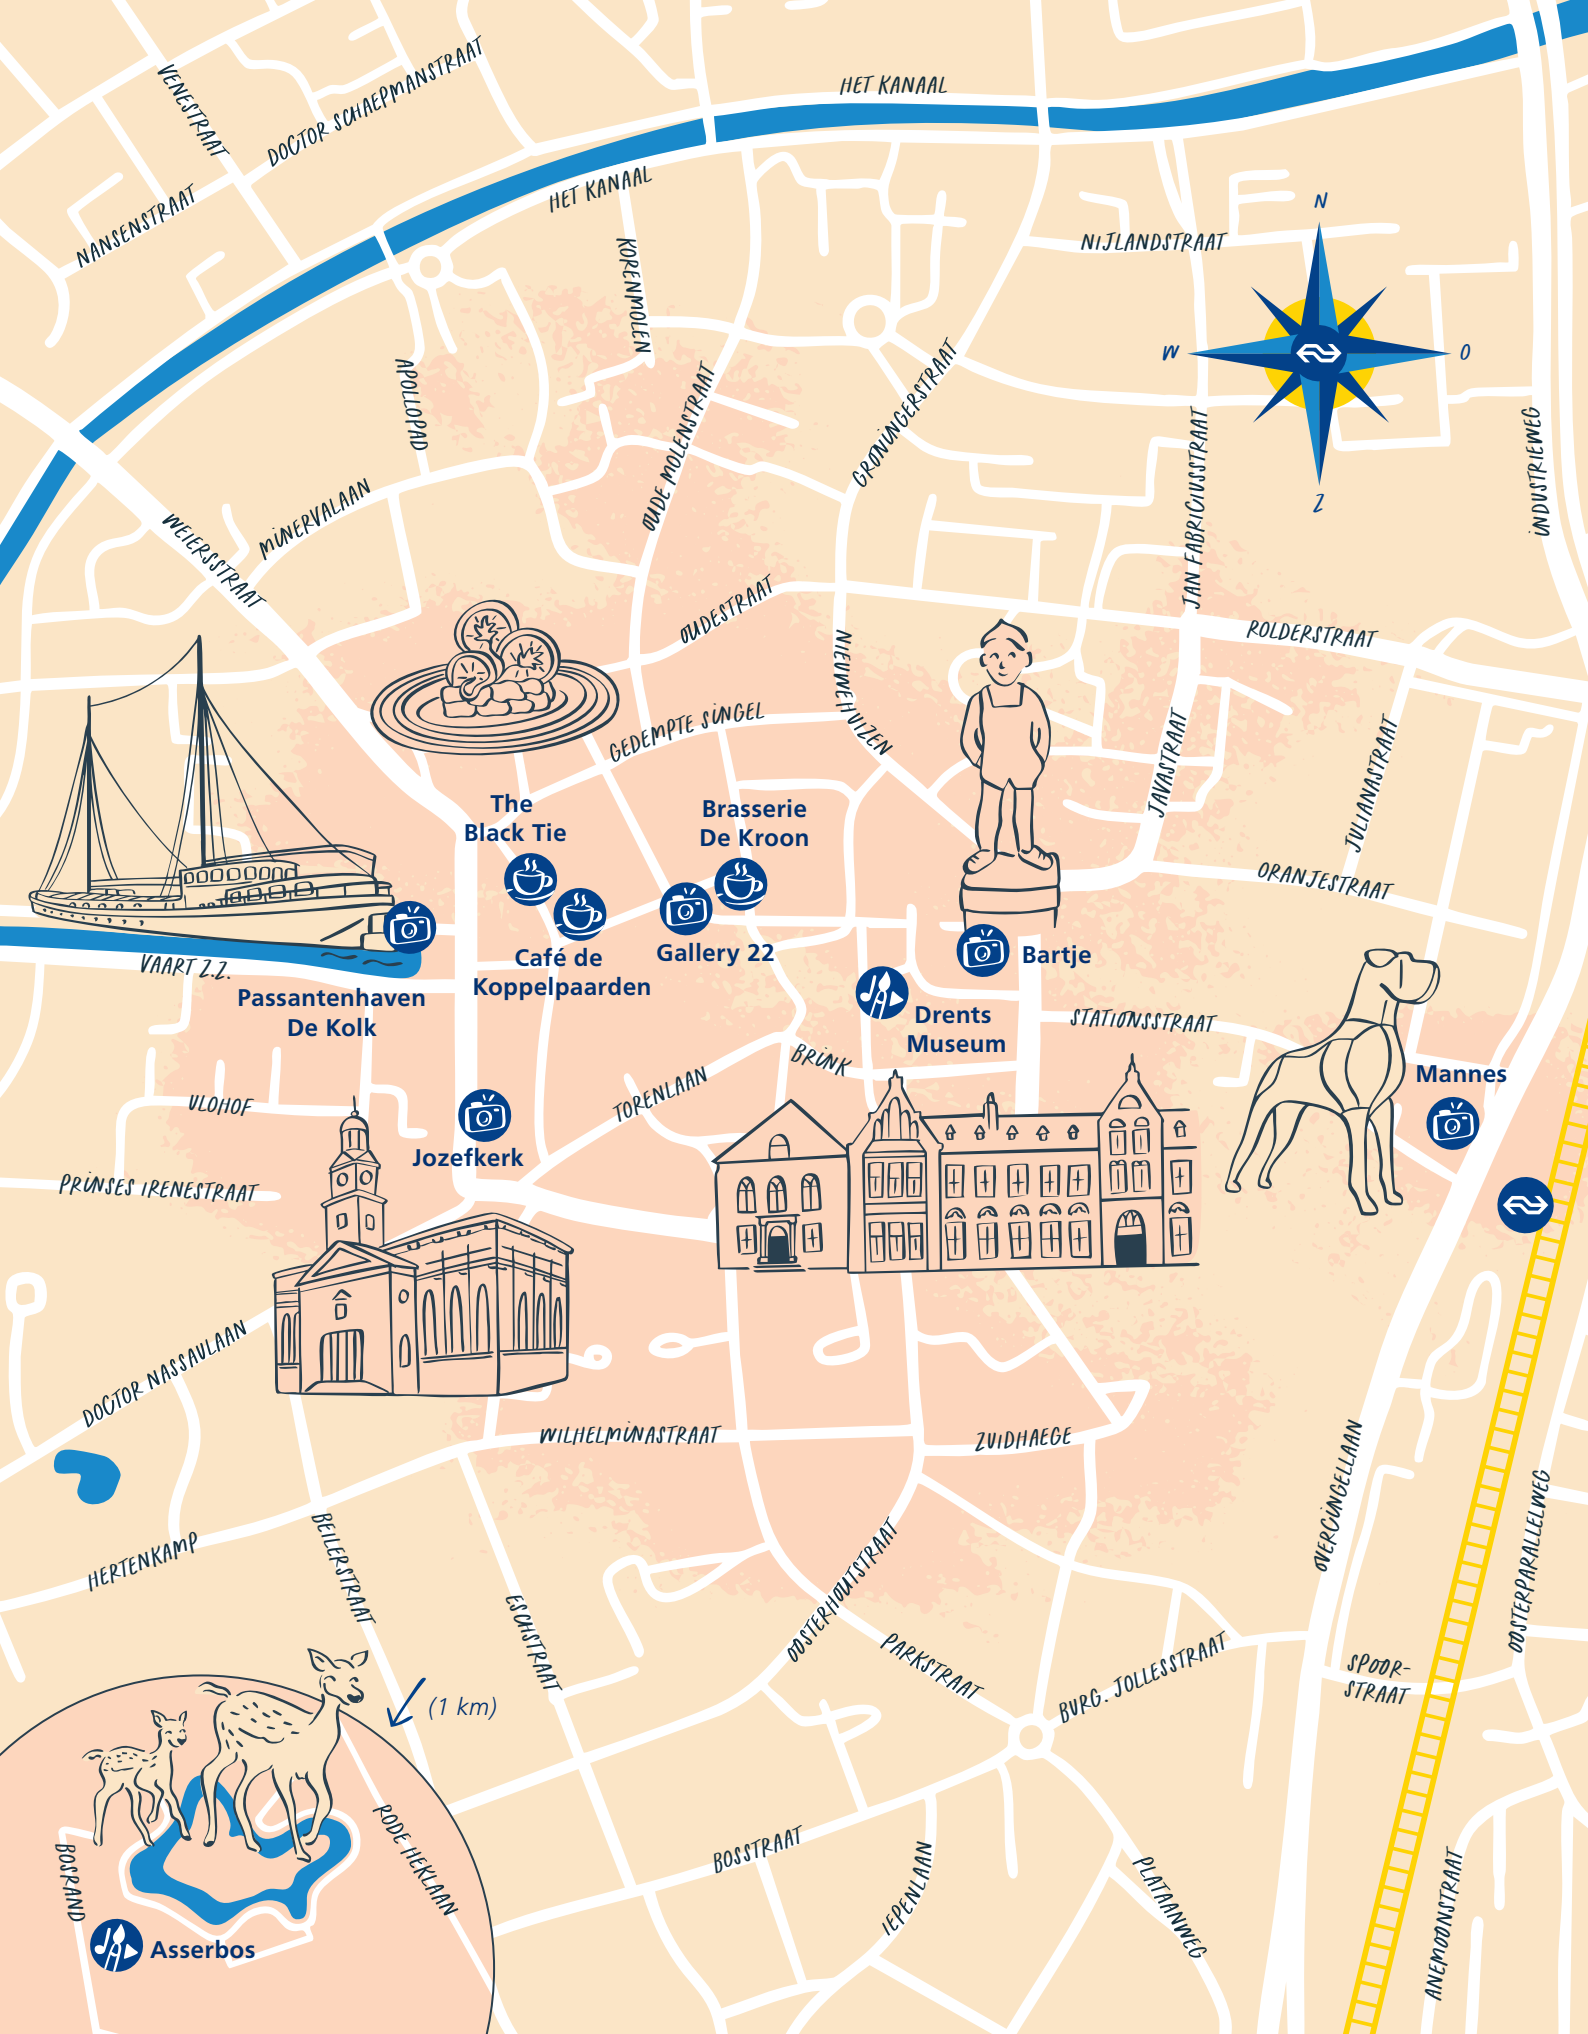 HET KANAAL
VENESTRAAT
DOCTOR SCHAEPMANSTRAAT
HET KANAAL
NANSENSTRAAT
N
NIJLANDSTRAAT
KORENMOLEN
W
O
APOLLOPAD
OUDE MOLENSTRAAT
GRONINGERSTRAAT
JAN FABRICIUSSTRAAT
INDUSTRIEWEG
Z
MINERVALAAN
WEIERSSTRAAT
OUDESTRAAT
ROLDERSTRAAT
NIEUWEHUIZEN
GEDEMPTE SINGEL
JAVASTRAAT
JULIANASTRAAT
The
Black Tie
Brasserie
De Kroon
ORANJESTRAAT
Café de
Koppelpaarden
Gallery 22
Bartje
VAART Z.Z.
Passantenhaven
De Kolk
Drents
Museum
STATIONSSTRAAT
BRINK
Mannes
TORENLAAN
VLOHOF
Jozefkerk
PRINSES IRENESTRAAT
DOCTOR NASSAULAAN
WILHELMINASTRAAT
ZUIDHAEGE
OVERCINGELLAAN
OOSTERPARALLELWEG
HERTENKAMP
BEILERSTRAAT
ESCHSTRAAT
OOSTERHOUTSTRAAT
PARKSTRAAT
BURG. JOLLESSTRAAT
SPOOR-
STRAAT
(1 km)
RODE HEKLAAN
BOSRAND
BOSSTRAAT
IEPENLAAN
PLATAANWEG
ANEMOONSTRAAT
Asserbos